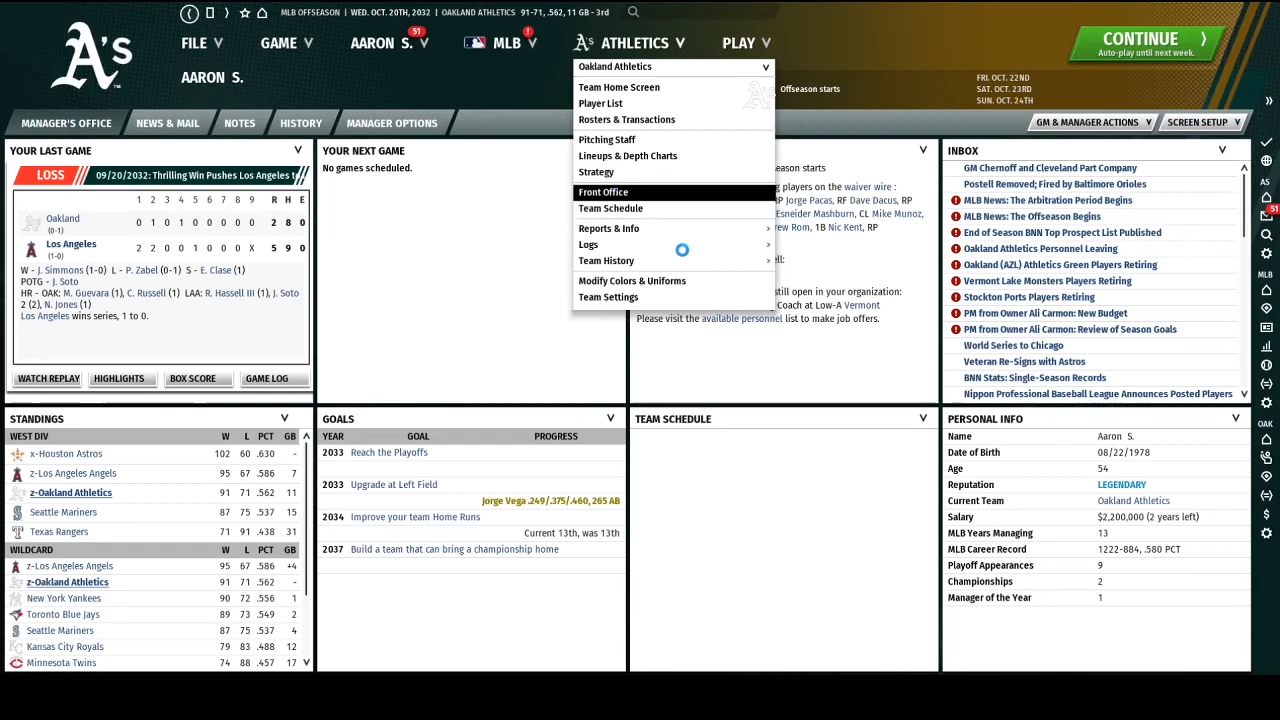 MLB OFFSEASON | WED. OCT. 20TH, 2032 | OAKLAND ATHLETICS 91-71, .562, 11 GB - 3rd
A's
FILE
GAME
AARON S. 51
MLB !
A's ATHLETICS
PLAY
CONTINUE
Auto-play until next week.
AARON S.
Oakland Athletics
Team Home Screen
Player List
Rosters & Transactions
Pitching Staff
Lineups & Depth Charts
Strategy
Front Office
Team Schedule
Reports & Info
Logs
Team History
Modify Colors & Uniforms
Team Settings
Offseason starts
FRI. OCT. 22ND
SAT. OCT. 23RD
SUN. OCT. 24TH
MANAGER'S OFFICE
NEWS & MAIL
NOTES
HISTORY
MANAGER OPTIONS
GM & MANAGER ACTIONS
SCREEN SETUP
YOUR LAST GAME
LOSS 09/20/2032: Thrilling Win Pushes Los Angeles to
1 2 3 4 5 6 7 8 9 R H E
Oakland 0 1 0 1 0 0 0 0 0 2 8 0
(0-1)
Los Angeles 2 2 0 0 1 0 0 0 X 5 9 0
(1-0)
W - J. Simmons (1-0) L - P. Zabel (0-1) S - E. Clase (1)
POTG - J. Soto
HR - OAK: M. Guevara (1), C. Russell (1) LAA: R. Hassell III (1), J. Soto
2 (2), N. Jones (1)
Los Angeles wins series, 1 to 0.
WATCH REPLAY
HIGHLIGHTS
BOX SCORE
GAME LOG
YOUR NEXT GAME
No games scheduled.
starts
g players on the waiver wire :
RP Jorge Pacas, RF Dave Dacus, RP
Esneider Mashburn, CL Mike Munoz,
rew Rom, 1B Nic Kent, RP
ell:
still open in your organization:
Coach at Low-A Vermont
Please visit the available personnel list to make job offers.
INBOX
GM Chernoff and Cleveland Part Company
Postell Removed; Fired by Baltimore Orioles
MLB News: The Arbitration Period Begins
MLB News: The Offseason Begins
End of Season BNN Top Prospect List Published
Oakland Athletics Personnel Leaving
Oakland (AZL) Athletics Green Players Retiring
Vermont Lake Monsters Players Retiring
Stockton Ports Players Retiring
PM from Owner Ali Carmon: New Budget
PM from Owner Ali Carmon: Review of Season Goals
World Series to Chicago
Veteran Re-Signs with Astros
BNN Stats: Single-Season Records
Nippon Professional Baseball League Announces Posted Players
STANDINGS
WEST DIV W L PCT GB
x-Houston Astros 102 60 .630 -
z-Los Angeles Angels 95 67 .586 7
z-Oakland Athletics 91 71 .562 11
Seattle Mariners 87 75 .537 15
Texas Rangers 71 91 .438 31
WILDCARD W L PCT GB
z-Los Angeles Angels 95 67 .586 +4
z-Oakland Athletics 91 71 .562 -
New York Yankees 90 72 .556 1
Toronto Blue Jays 89 73 .549 2
Seattle Mariners 87 75 .537 4
Kansas City Royals 79 83 .488 12
Minnesota Twins 74 88 .457 17
GOALS
YEAR GOAL PROGRESS
2033 Reach the Playoffs
2033 Upgrade at Left Field
Jorge Vega .249/.375/.460, 265 AB
2034 Improve your team Home Runs
Current 13th, was 13th
2037 Build a team that can bring a championship home
TEAM SCHEDULE
PERSONAL INFO
Name Aaron S.
Date of Birth 08/22/1978
Age 54
Reputation LEGENDARY
Current Team Oakland Athletics
Salary $2,200,000 (2 years left)
MLB Years Managing 13
MLB Career Record 1222-884, .580 PCT
Playoff Appearances 9
Championships 2
Manager of the Year 1
AS
51
MLB
OAK